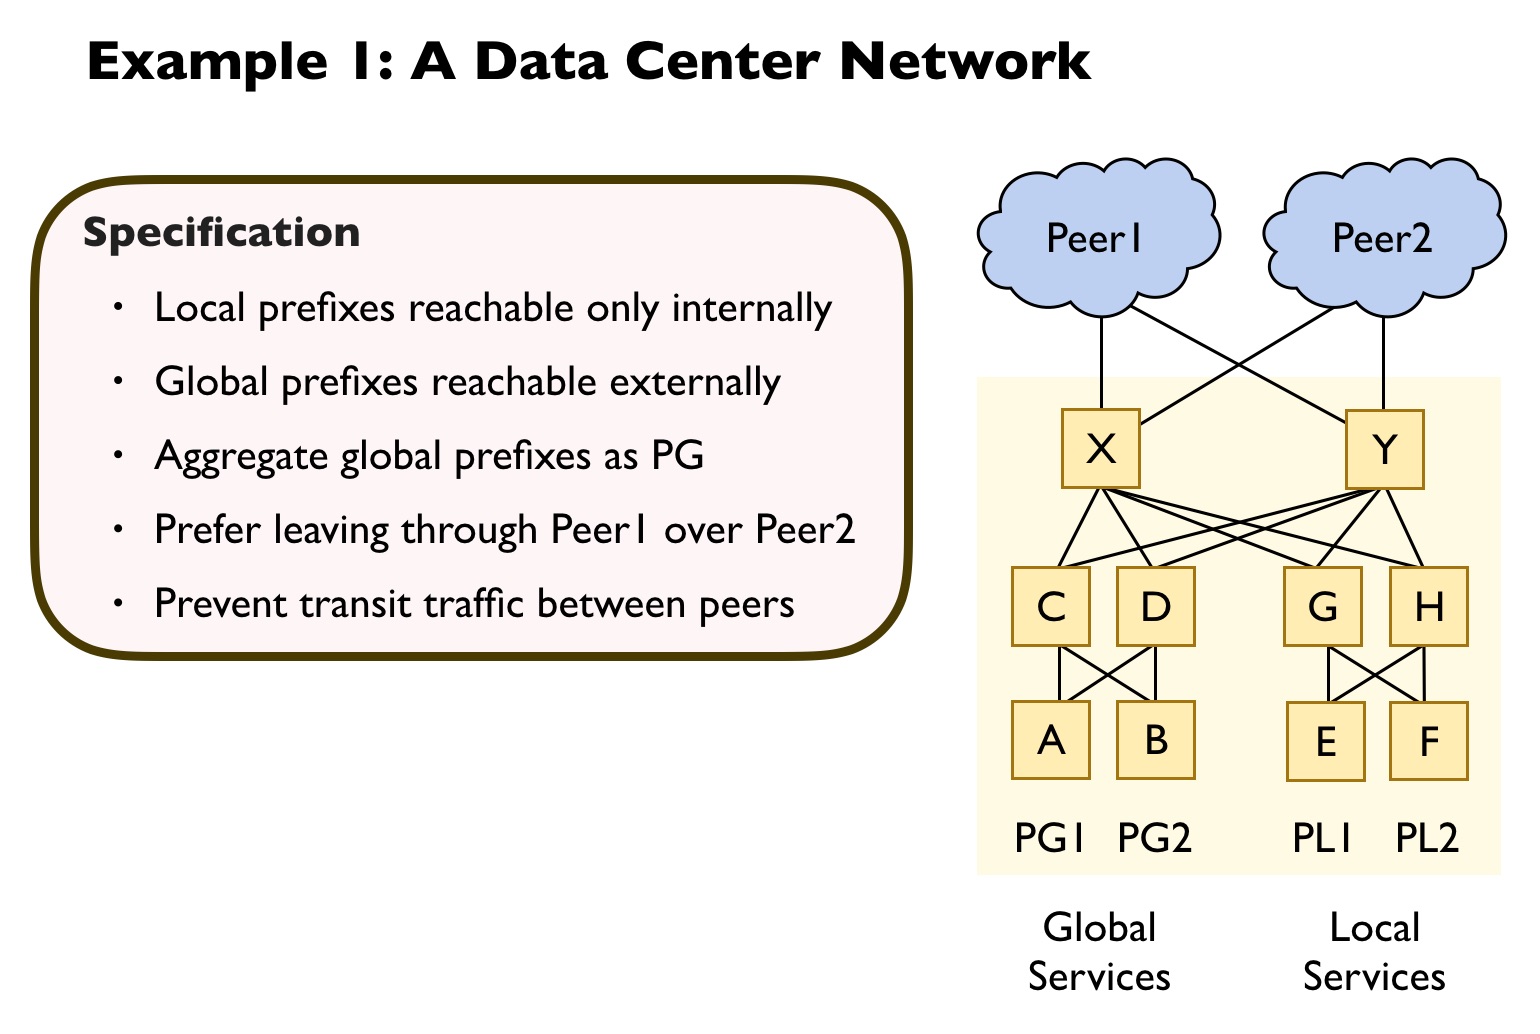 Example 1: A Data Center Network
Specification
• Local prefixes reachable only internally
• Global prefixes reachable externally
• Aggregate global prefixes as PG
• Prefer leaving through Peer1 over Peer2
• Prevent transit traffic between peers
Peer1 Peer2
X Y
C D G H
A B E F
PG1 PG2 PL1 PL2
Global Services
Local Services